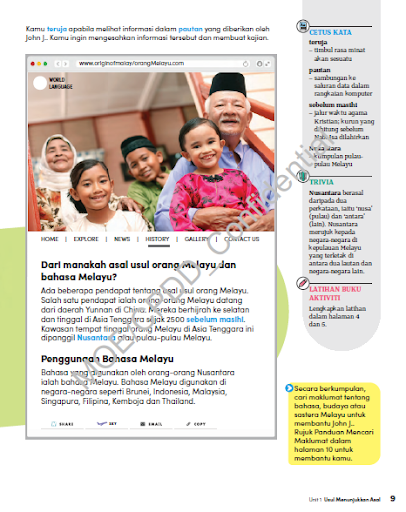 Kamu teruja apabila melihat informasi dalam pautan yang diberikan oleh
John J.. Kamu ingin mengesahkan informasi tersebut dan membuat kajian.
www.originofmalay/orangMelayu.com
WORLD
LANGUAGE
HOME | EXPLORE | NEWS | HISTORY | GALLERY | CONTACT US
Dari manakah asal usul orang Melayu dan
bahasa Melayu?
Ada beberapa pendapat tentang asal usul orang Melayu.
Salah satu pendapat ialah orang-orang Melayu datang
dari daerah Yunnan di China. Mereka berhijrah ke selatan
dan tinggal di Asia Tenggara sejak 2500 sebelum masihi.
Kawasan tempat tinggal orang Melayu di Asia Tenggara ini
dipanggil Nusantara atau pulau-pulau Melayu.
Penggunaan Bahasa Melayu
Bahasa yang digunakan oleh orang-orang Nusantara
ialah bahasa Melayu. Bahasa Melayu digunakan di
negara-negara seperti Brunei, Indonesia, Malaysia,
Singapura, Filipina, Kemboja dan Thailand.
SHARE SKY EMAIL COPY
CETUS KATA
teruja
– timbul rasa minat
akan sesuatu
pautan
– sambungan ke
saluran data dalam
rangkaian komputer
sebelum masihi
– jalur waktu agama
Kristian; kurun yang
dihitung sebelum
dilahirkan
Nusantara
kumpulan pulau-
pulau Melayu
TRIVIA
Nusantara berasal
daripada dua
perkataan, iaitu 'nusa'
(pulau) dan 'antara'
(lain). Nusantara
merujuk kepada
negara-negara di
kepulauan Melayu
yang terletak di
antara dua lautan dan
negara-negara lain.
LATIHAN BUKU
AKTIVITI
Lengkapkan latihan
dalam halaman 4
dan 5.
Secara berkumpulan,
cari maklumat tentang
bahasa, budaya atau
sastera Melayu untuk
membantu John J..
Rujuk Panduan Mencari
Maklumat dalam
halaman 10 untuk
membantu kamu.
Unit 1 Usul Menunjukkan Asal 9